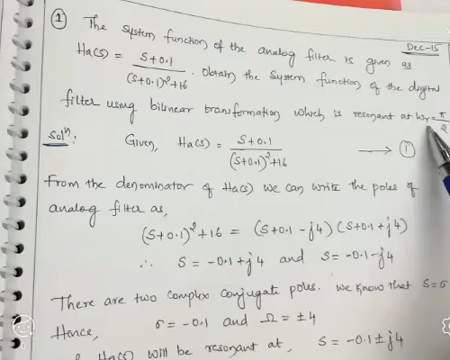 Dec-15
① The system function of the analog filter is given as
Ha(s) = s+0.1 / (s+0.1)²+16 . Obtain the system function of the digital
filter using bilinear transformation which is resonant at ωr = π/2
Solⁿ: Given, Ha(s) = s+0.1 / (s+0.1)²+16 → ①
From the denominator of Ha(s) we can write the poles of
analog filter as,
(s+0.1)²+16 = (s+0.1-j4) (s+0.1+j4)
∴ s = -0.1+j4 and s = -0.1-j4
There are two complex conjugate poles. We know that s=σ
Hence, σ = -0.1 and Ω = ±4
Ha(s) will be resonant at, s = -0.1±j4